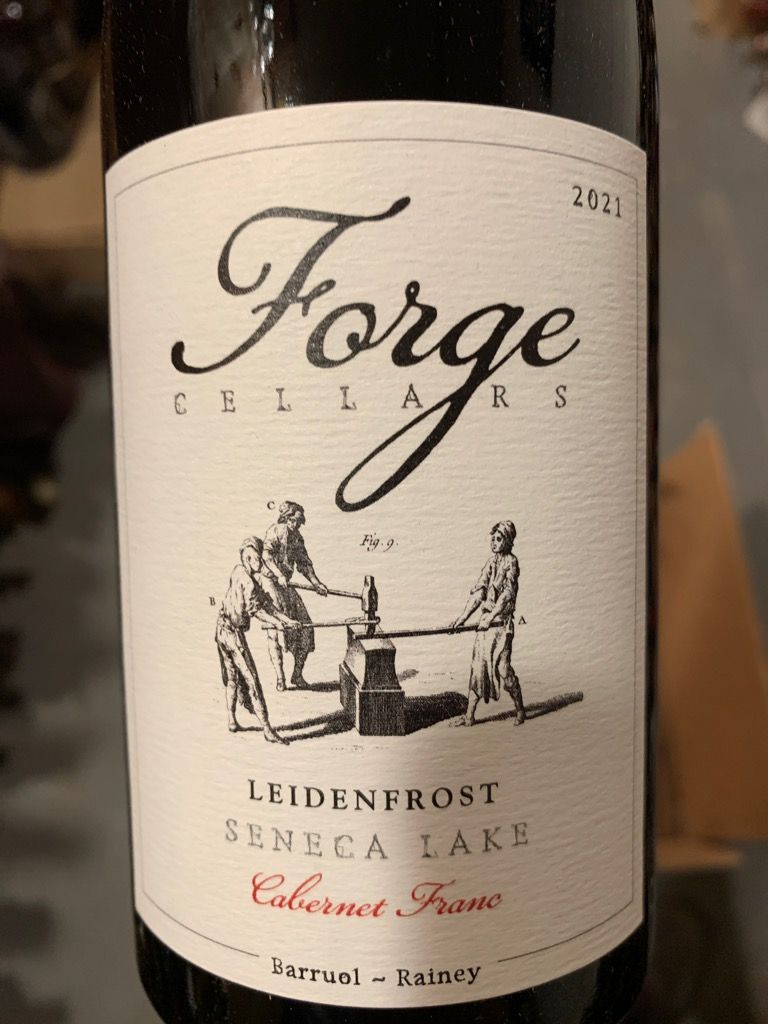 2021
Forge
CELLARS
C
Fig. 9.
B
A
LEIDENFROST
SENECA LAKE
Cabernet Franc
Barruol ~ Rainey